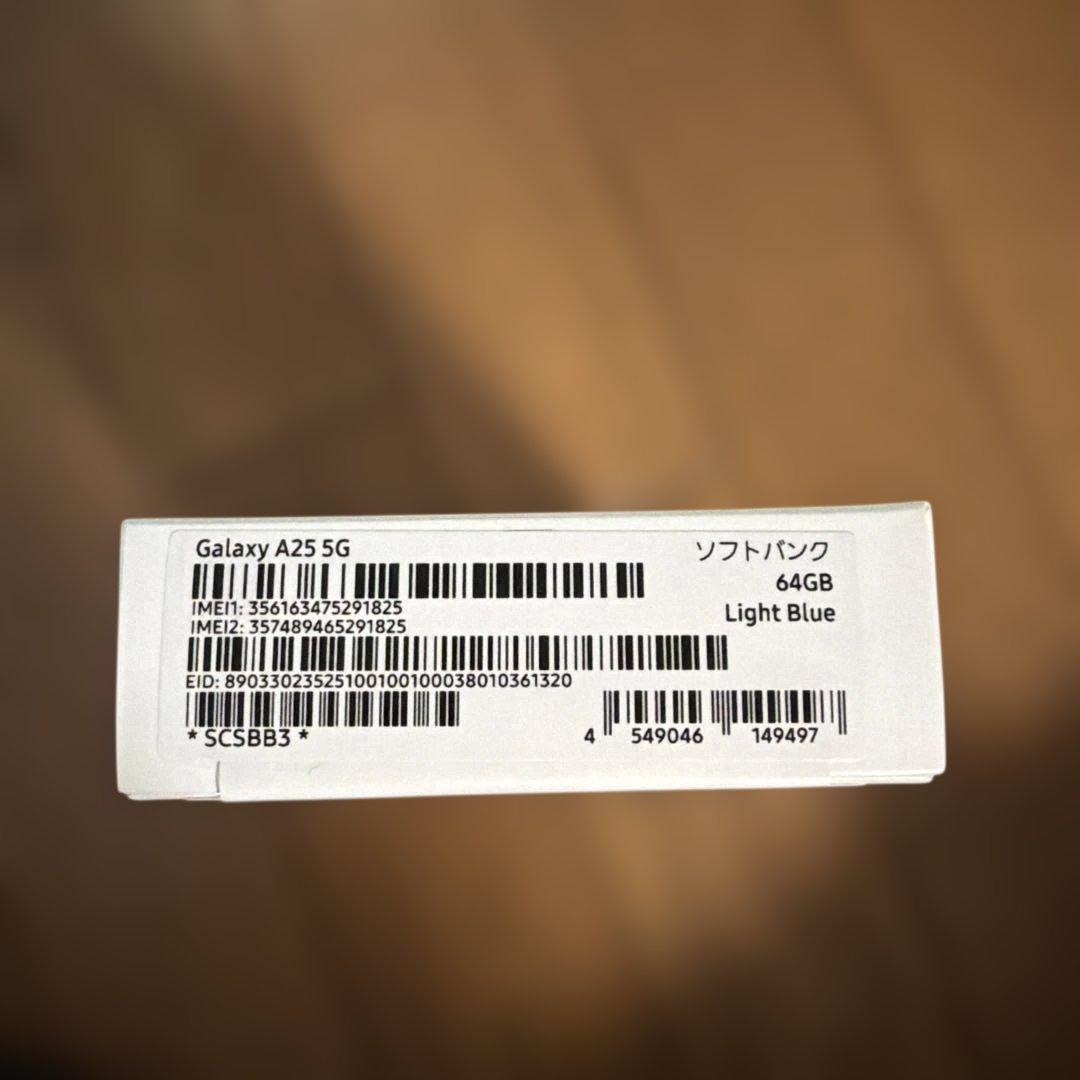 Galaxy A25 5G
ソフトバンク
64GB
Light Blue
IMEI1: 356163475291825
IMEI2: 357489465291825
EID: 89033023525100100100038010361320
* SCSBB3 *
4 549046 149497